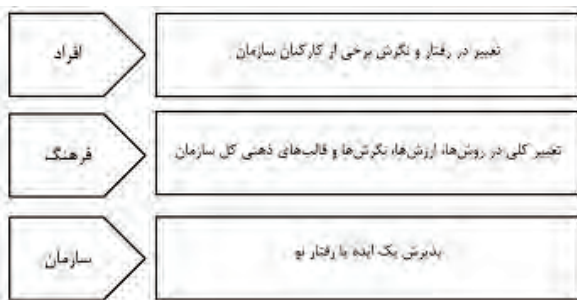 افراد
تغییر در رفتار و نگرش برخی از کارکنان سازمان
فرهنگ
تغییر کلی در روش‌ها، ارزش‌ها، نگرش‌ها و قالب‌های ذهنی کل سازمان
سازمان
پذیرش یک ایده یا رفتار نو